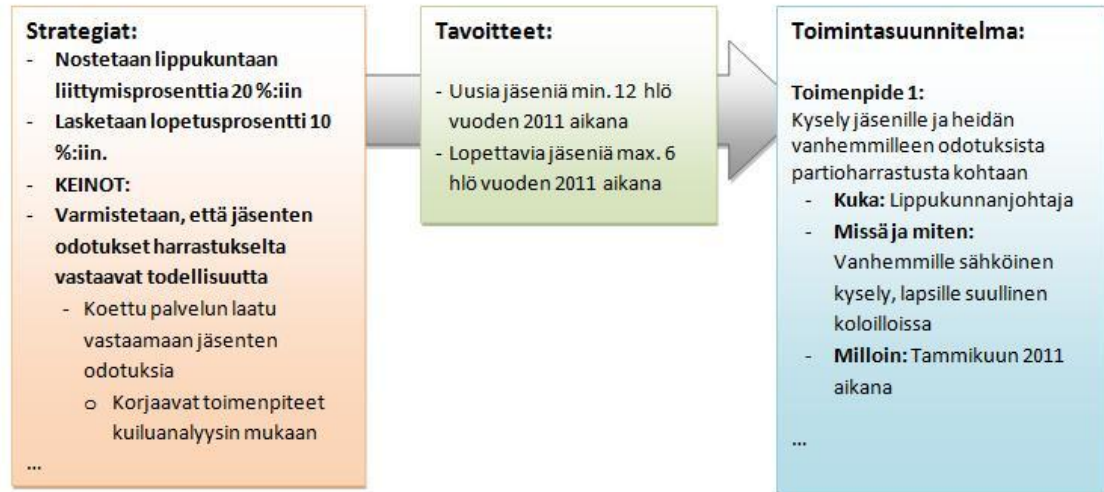 Strategiat:
- Nostetaan lippukuntaan
liittymisprosenttia 20 %:iin
- Lasketaan lopetusprosentti 10
%:iin.
- KEINOT:
- Varmistetaan, että jäsenten
odotukset harrastukselta
vastaavat todellisuutta
- Koettu palvelun laatu
vastaamaan jäsenten
odotuksia
o Korjaavat toimenpiteet
kuiluanalyysin mukaan
...
Tavoitteet:
- Uusia jäseniä min. 12 hlö
vuoden 2011 aikana
- Lopettavia jäseniä max. 6
hlö vuoden 2011 aikana
Toimintasuunnitelma:
Toimenpide 1:
Kysely jäsenille ja heidän
vanhemmilleen odotuksista
partioharrastusta kohtaan
- Kuka: Lippukunnanjohtaja
- Missä ja miten:
Vanhemmille sähköinen
kysely, lapsille suullinen
koloilloissa
- Milloin: Tammikuun 2011
aikana
...